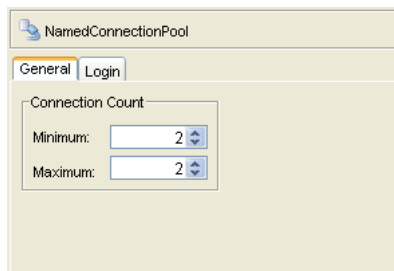 NamedConnectionPool
General Login
Connection Count
Minimum: 2
Maximum: 2